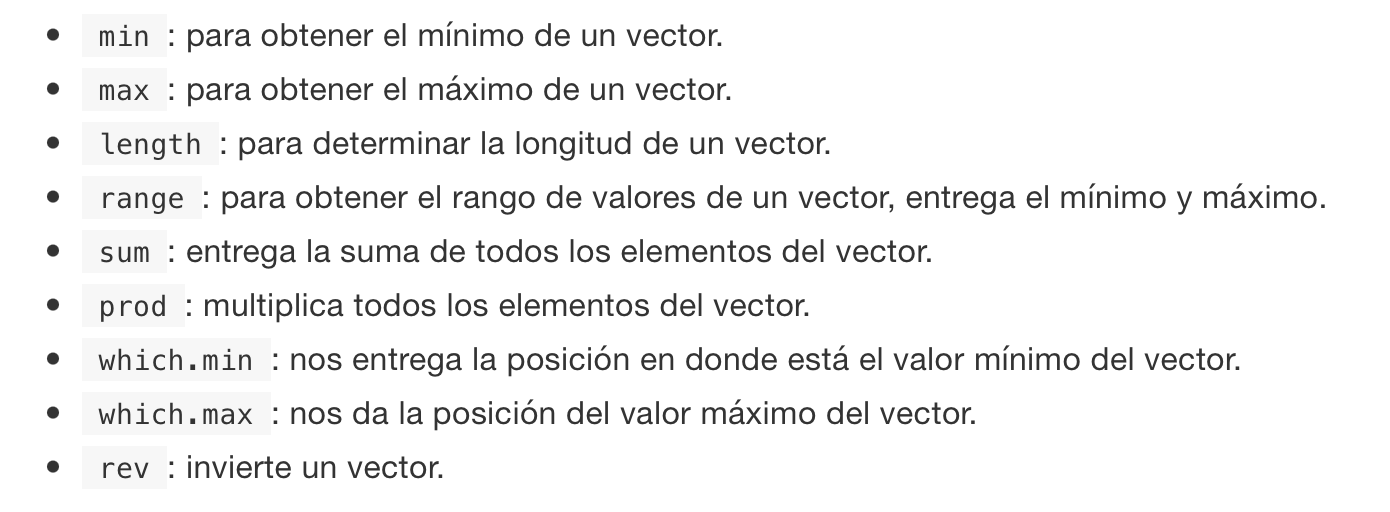 • min : para obtener el mínimo de un vector.
• max : para obtener el máximo de un vector.
• length : para determinar la longitud de un vector.
• range : para obtener el rango de valores de un vector, entrega el mínimo y máximo.
• sum : entrega la suma de todos los elementos del vector.
• prod : multiplica todos los elementos del vector.
• which.min : nos entrega la posición en donde está el valor mínimo del vector.
• which.max : nos da la posición del valor máximo del vector.
• rev : invierte un vector.